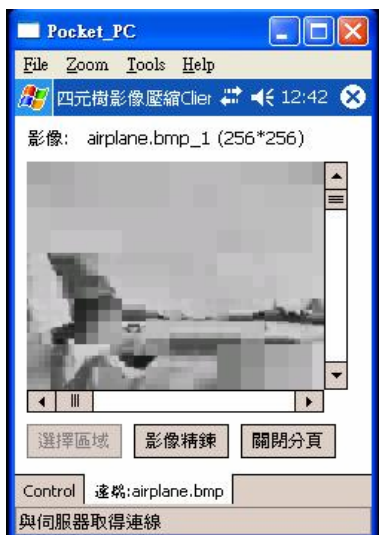 Pocket_PC
File Zoom Tools Help
四元樹影像壓縮Clier 12:42
影像: airplane.bmp_1 (256*256)
選擇區域 影像精鍊 關閉分頁
Control 遠端:airplane.bmp
與伺服器取得連線